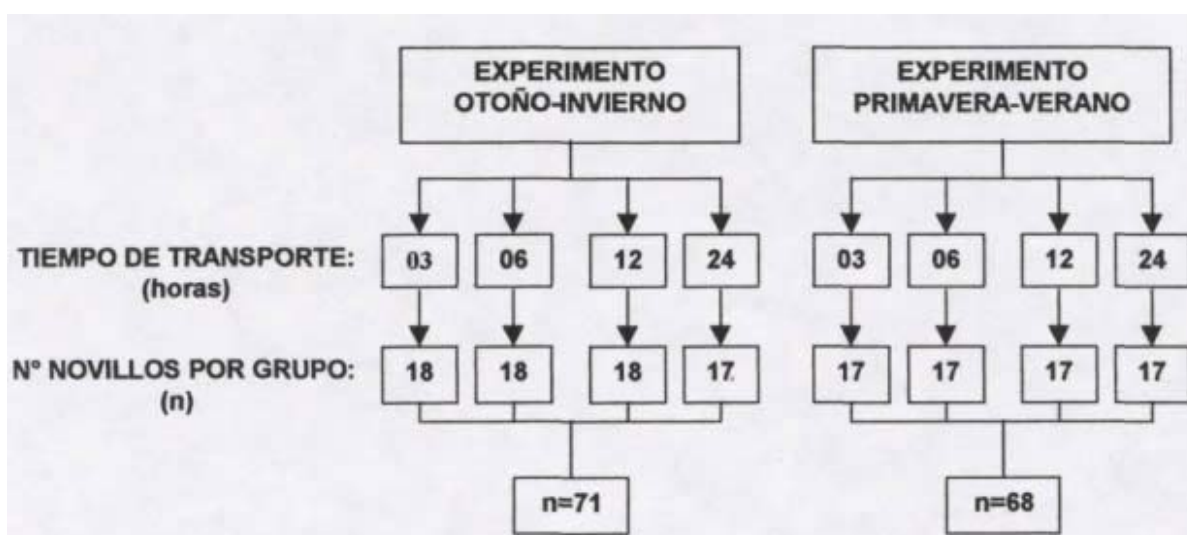 EXPERIMENTO
OTOÑO-INVIERNO
EXPERIMENTO
PRIMAVERA-VERANO
TIEMPO DE TRANSPORTE:
(horas)
03 06 12 24 03 06 12 24
Nº NOVILLOS POR GRUPO:
(n)
18 18 18 17 17 17 17 17
n=71 n=68